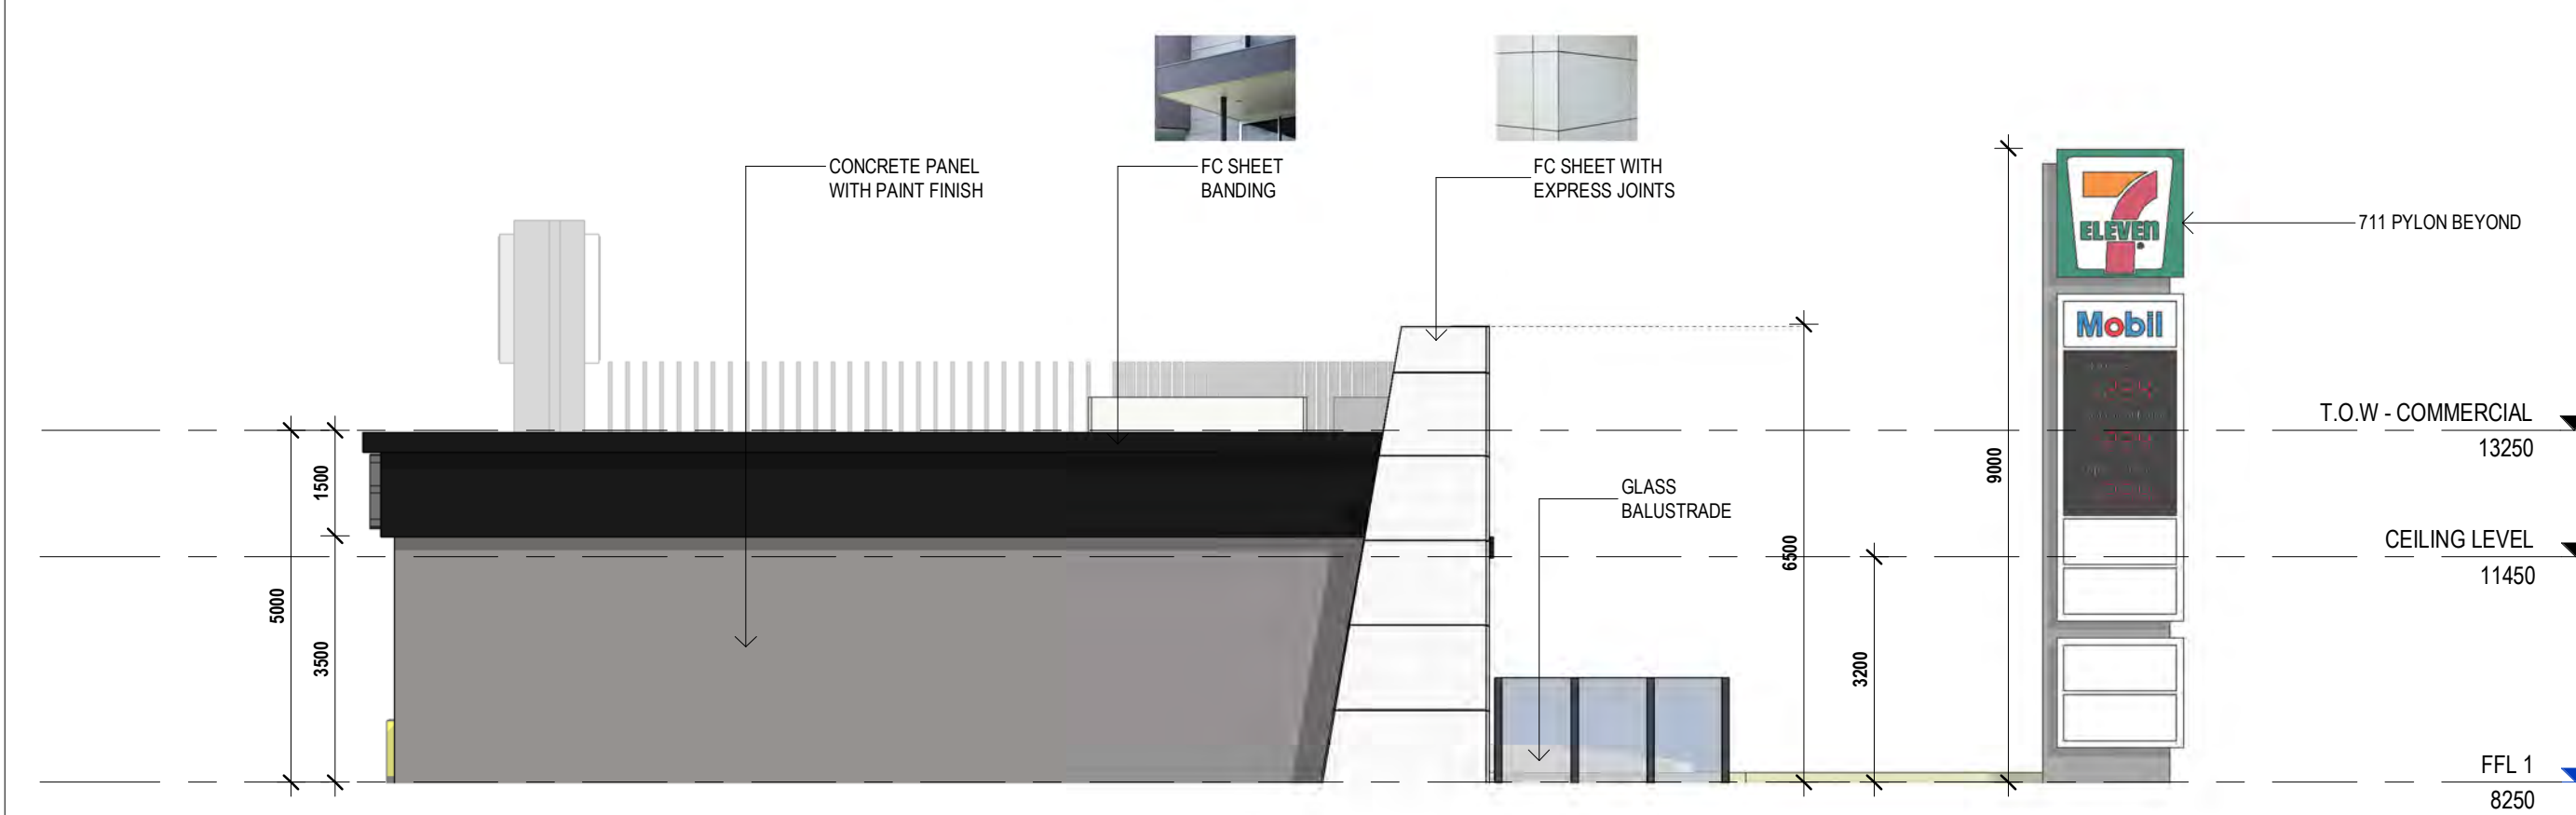 CONCRETE PANEL
WITH PAINT FINISH
FC SHEET
BANDING
FC SHEET WITH
EXPRESS JOINTS
7
ELEVEn
®
711 PYLON BEYOND
Mobil
T.O.W - COMMERCIAL
13250
1500
9000
GLASS
BALUSTRADE
CEILING LEVEL
11450
6500
5000
3500
3200
FFL 1
8250